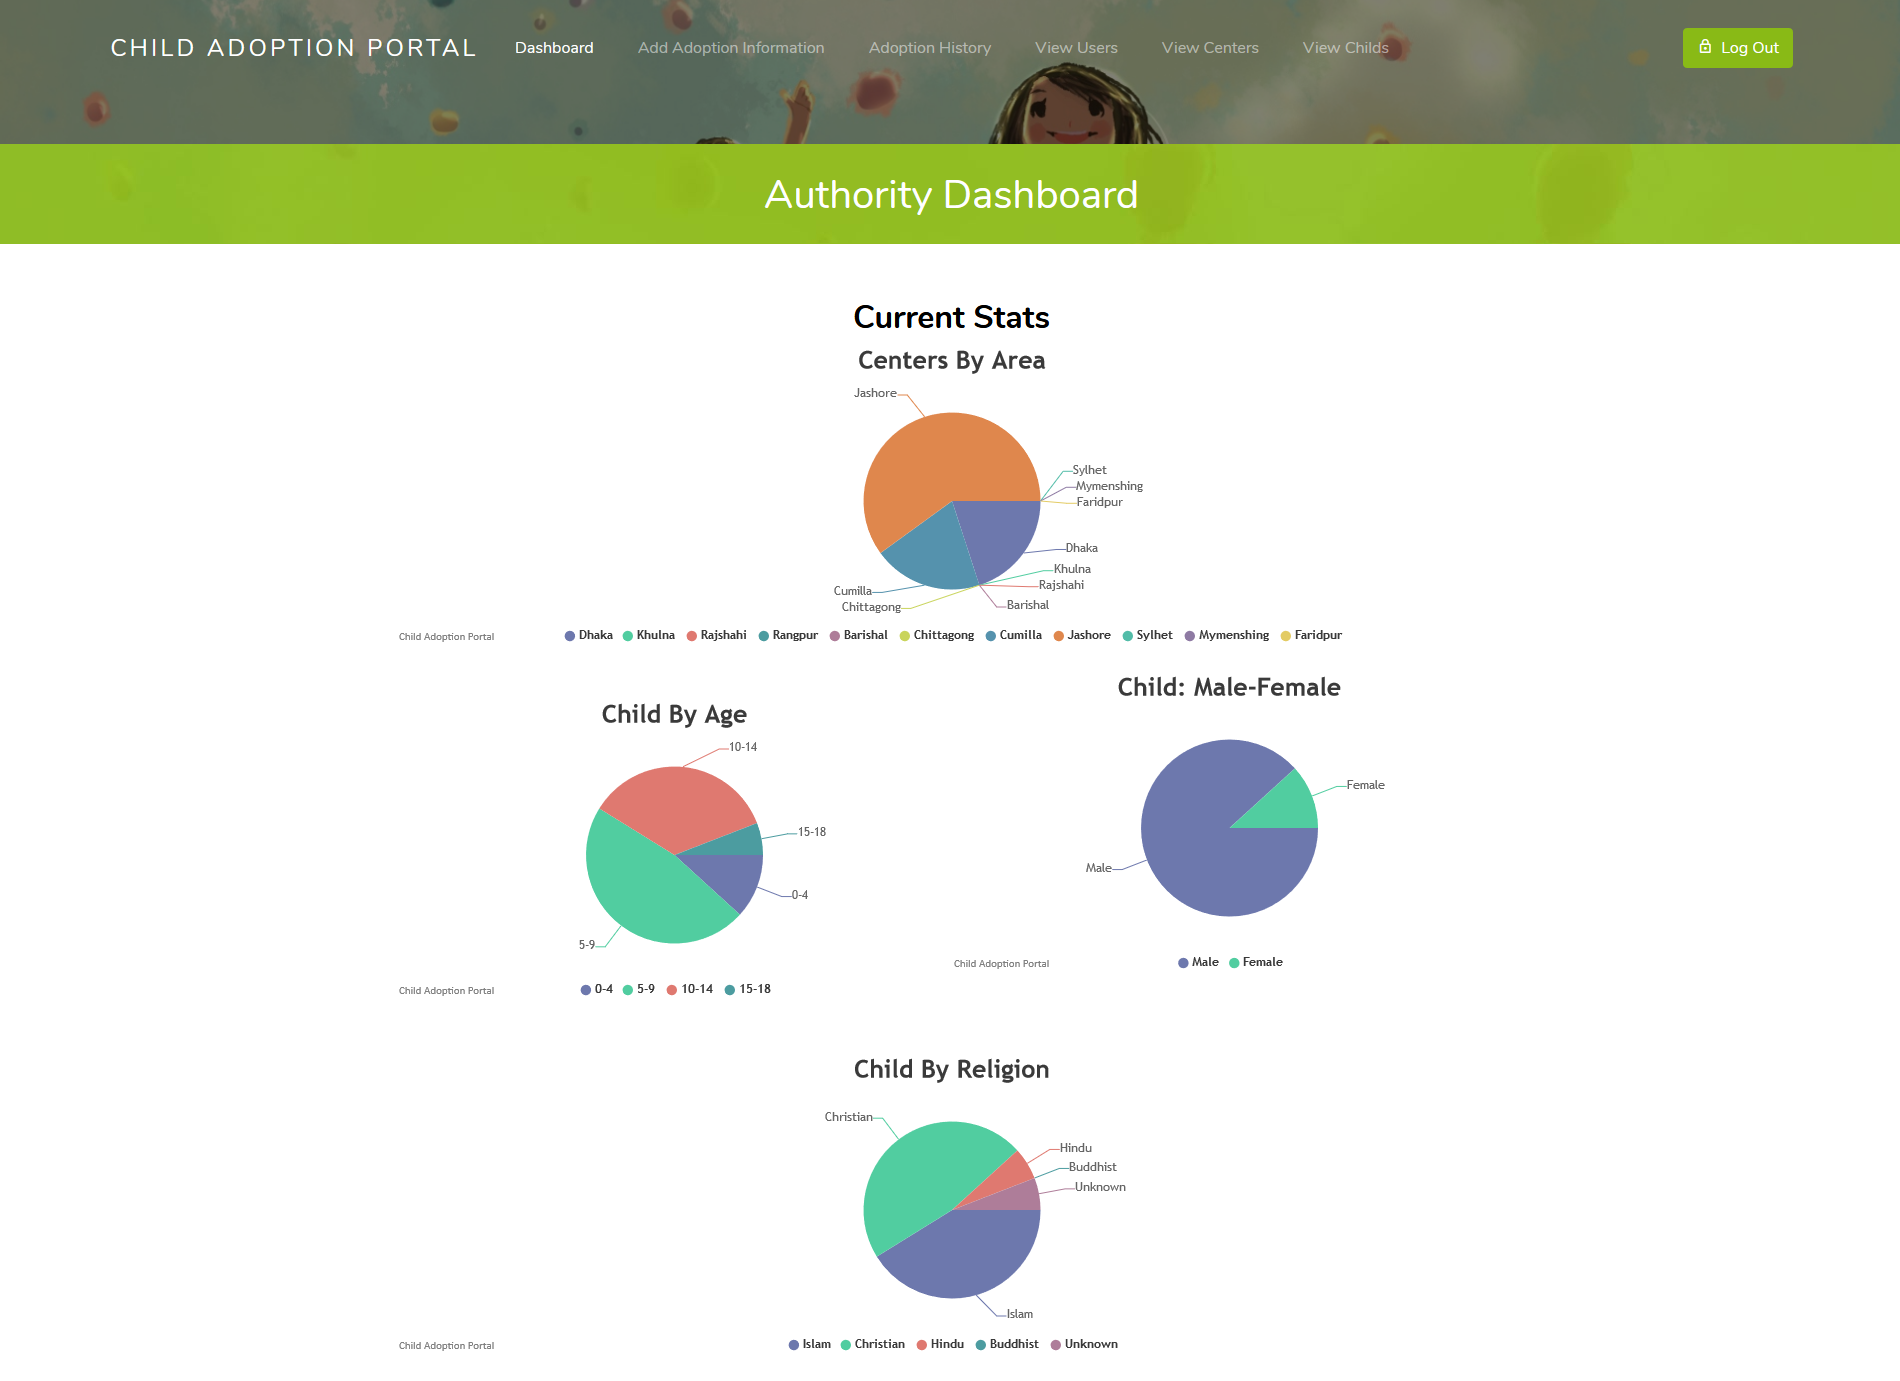 CHILD ADOPTION PORTAL Dashboard Add Adoption Information Adoption History View Users View Centers View Childs Log Out
Authority Dashboard
Current Stats
Centers By Area
Jashore
Sylhet
Mymenshing
Faridpur
Dhaka
Khulna
Rajshahi
Cumilla
Chittagong Barishal
Child Adoption Portal Dhaka Khulna Rajshahi Rangpur Barishal Chittagong Cumilla Jashore Sylhet Mymenshing Faridpur
Child By Age
10-14
15-18
0-4
5-9
Child Adoption Portal 0-4 5-9 10-14 15-18
Child: Male-Female
Female
Male
Child Adoption Portal Male Female
Child By Religion
Christian
Hindu
Buddhist
Unknown
Islam
Child Adoption Portal Islam Christian Hindu Buddhist Unknown